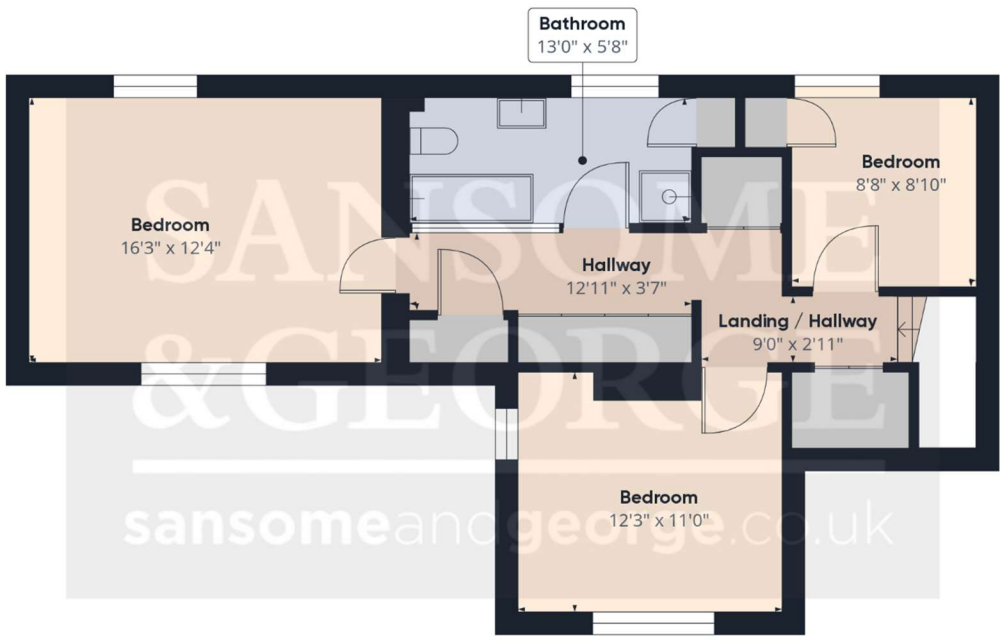 Bathroom
13'0" x 5'8"
Bedroom
8'8" x 8'10"
Bedroom
16'3" x 12'4"
Hallway
12'11" x 3'7"
Landing / Hallway
9'0" x 2'11"
Bedroom
12'3" x 11'0"
SANSOME
&GEORGE
sansomeandgeorge.co.uk